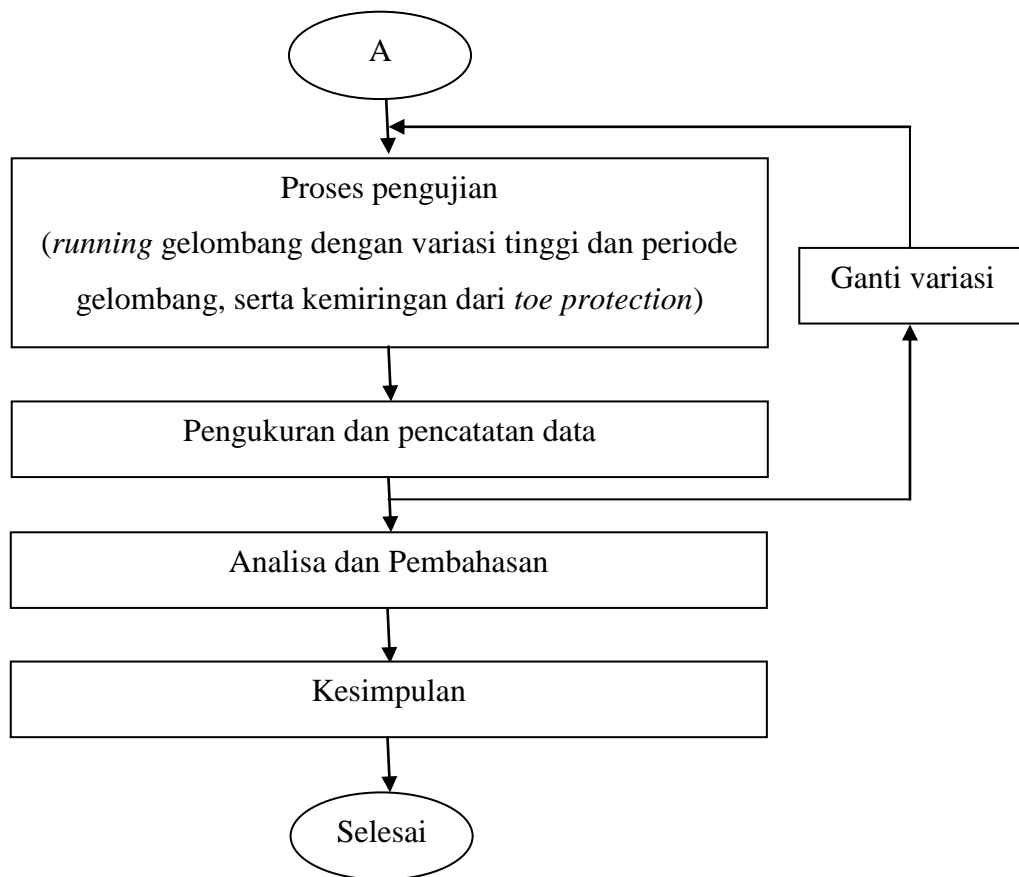 A
Proses pengujian
(running gelombang dengan variasi tinggi dan periode
gelombang, serta kemiringan dari toe protection)
Ganti variasi
Pengukuran dan pencatatan data
Analisa dan Pembahasan
Kesimpulan
Selesai